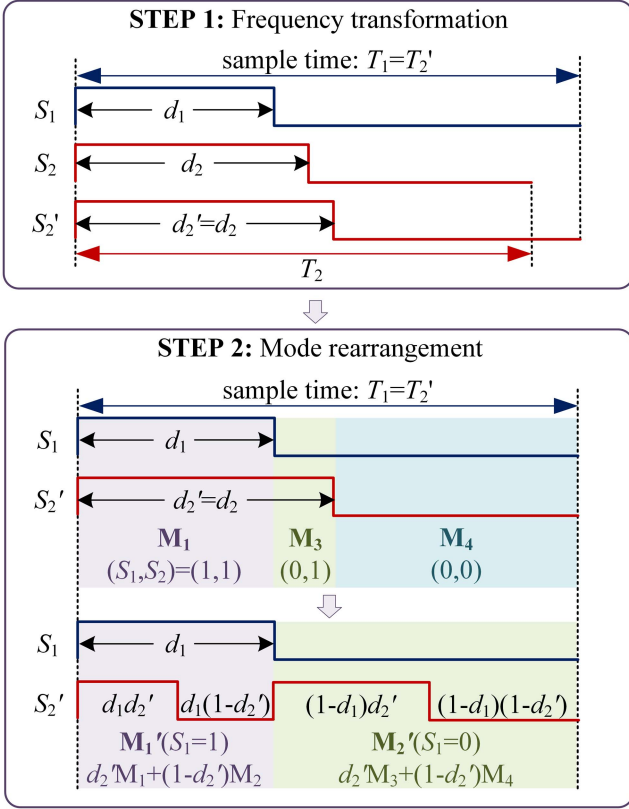 STEP 1: Frequency transformation
sample time: T₁=T₂'
S₁
d₁
S₂
d₂
S₂'
d₂'=d₂
T₂
STEP 2: Mode rearrangement
sample time: T₁=T₂'
S₁
d₁
S₂'
d₂'=d₂
M₁ M₃ M₄
(S₁,S₂)=(1,1) (0,1) (0,0)
S₁
d₁
S₂'
d₁d₂' d₁(1-d₂') (1-d₁)d₂' (1-d₁)(1-d₂')
M₁'(S₁=1) M₂'(S₁=0)
d₂'M₁+(1-d₂')M₂ d₂'M₃+(1-d₂')M₄